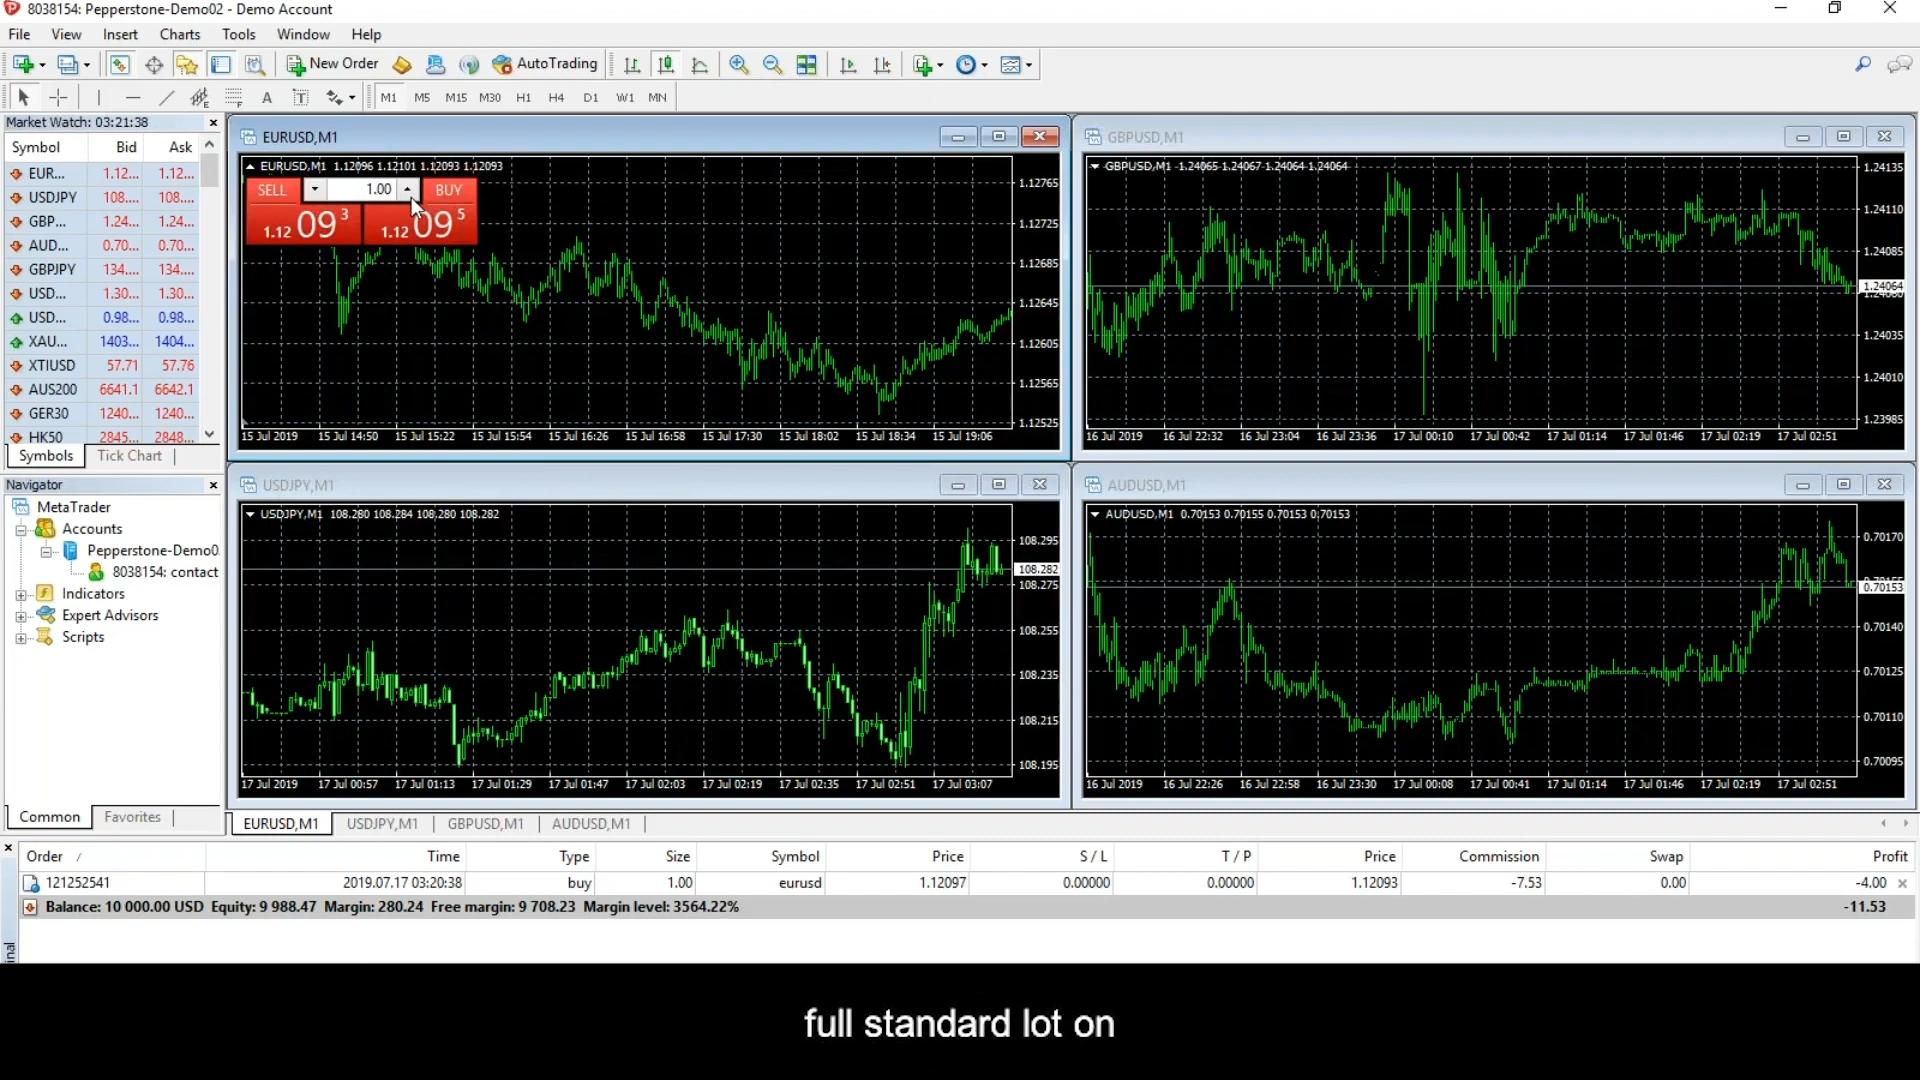 8038154: Pepperstone-Demo02 - Demo Account
File View Insert Charts Tools Window Help
New Order AutoTrading
A T M1 M5 M15 M30 H1 H4 D1 W1 MN
Market Watch: 03:21:38
Symbol Bid Ask
EUR... 1.12... 1.12...
USDJPY 108.... 108....
GBP... 1.24... 1.24...
AUD... 0.70... 0.70...
GBPJPY 134.... 134....
USD... 1.30... 1.30...
USD... 0.98... 0.98...
XAU... 1403... 1404...
XTIUSD 57.71 57.76
AUS200 6641.1 6642.1
GER30 1240... 1240...
HK50 2845... 2848...
Symbols Tick Chart
Navigator
MetaTrader
Accounts
Pepperstone-Demo0
8038154: contact
Indicators
Expert Advisors
Scripts
Common Favorites
EURUSD,M1
EURUSD,M1 1.12096 1.12101 1.12093 1.12093
SELL 1.00 BUY
1.12 09 3 1.12 09 5
1.12765
1.12725
1.12685
1.12645
1.12605
1.12565
1.12525
15 Jul 2019 15 Jul 14:50 15 Jul 15:22 15 Jul 15:54 15 Jul 16:26 15 Jul 16:58 15 Jul 17:30 15 Jul 18:02 15 Jul 18:34 15 Jul 19:06
GBPUSD,M1
GBPUSD,M1 1.24065 1.24067 1.24064 1.24064
1.24135
1.24110
1.24085
1.24064
1.24035
1.24010
1.23985
16 Jul 2019 16 Jul 22:32 16 Jul 23:04 16 Jul 23:36 17 Jul 00:10 17 Jul 00:42 17 Jul 01:14 17 Jul 01:46 17 Jul 02:19 17 Jul 02:51
USDJPY,M1
USDJPY,M1 108.280 108.284 108.280 108.282
108.295
108.282
108.275
108.255
108.235
108.215
108.195
17 Jul 2019 17 Jul 00:57 17 Jul 01:13 17 Jul 01:29 17 Jul 01:47 17 Jul 02:03 17 Jul 02:19 17 Jul 02:35 17 Jul 02:51 17 Jul 03:07
AUDUSD,M1
AUDUSD,M1 0.70153 0.70155 0.70153 0.70153
0.70170
0.70153
0.70140
0.70125
0.70110
0.70095
16 Jul 2019 16 Jul 22:26 16 Jul 22:58 16 Jul 23:30 17 Jul 00:08 17 Jul 00:41 17 Jul 01:14 17 Jul 01:46 17 Jul 02:19 17 Jul 02:51
EURUSD,M1 USDJPY,M1 GBPUSD,M1 AUDUSD,M1
Order / Time Type Size Symbol Price S / L T / P Price Commission Swap Profit
121252541 2019.07.17 03:20:38 buy 1.00 eurusd 1.12097 0.00000 0.00000 1.12093 -7.53 0.00 -4.00
Balance: 10 000.00 USD Equity: 9 988.47 Margin: 280.24 Free margin: 9 708.23 Margin level: 3564.22% -11.53
inal
full standard lot on